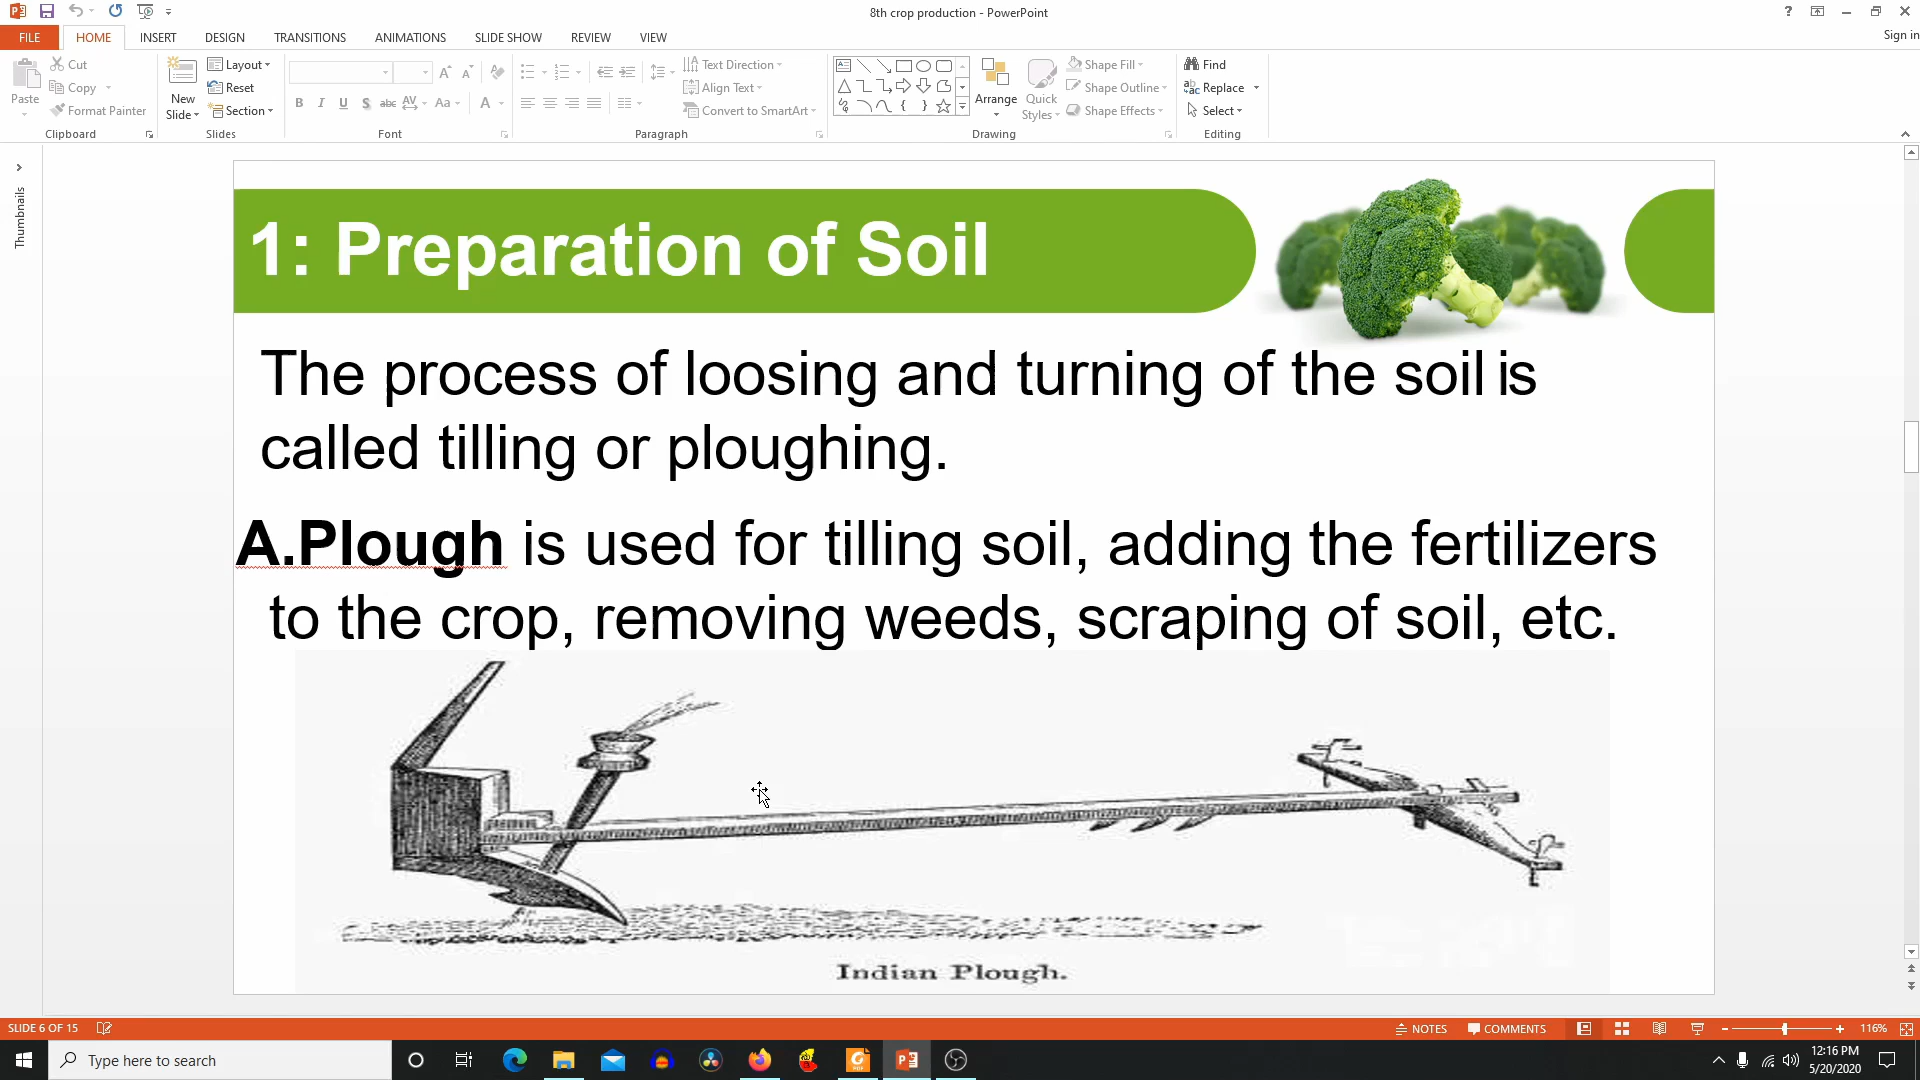 8th crop production - PowerPoint
?
Sign in
FILE HOME INSERT DESIGN TRANSITIONS ANIMATIONS SLIDE SHOW REVIEW VIEW
Paste
Cut
Copy
Format Painter
Clipboard
New Slide
Layout
Reset
Section
Slides
B I U S abc AV Aa A
Font
Text Direction
Align Text
Convert to SmartArt
Paragraph
Arrange
Quick Styles
Shape Fill
Shape Outline
Shape Effects
Drawing
Find
Replace
Select
Editing
Thumbnails
1: Preparation of Soil
The process of loosing and turning of the soil is
called tilling or ploughing.
A.Plough is used for tilling soil, adding the fertilizers
to the crop, removing weeds, scraping of soil, etc.
Indian Plough.
SLIDE 6 OF 15
NOTES COMMENTS 116%
Type here to search
12:16 PM
5/20/2020